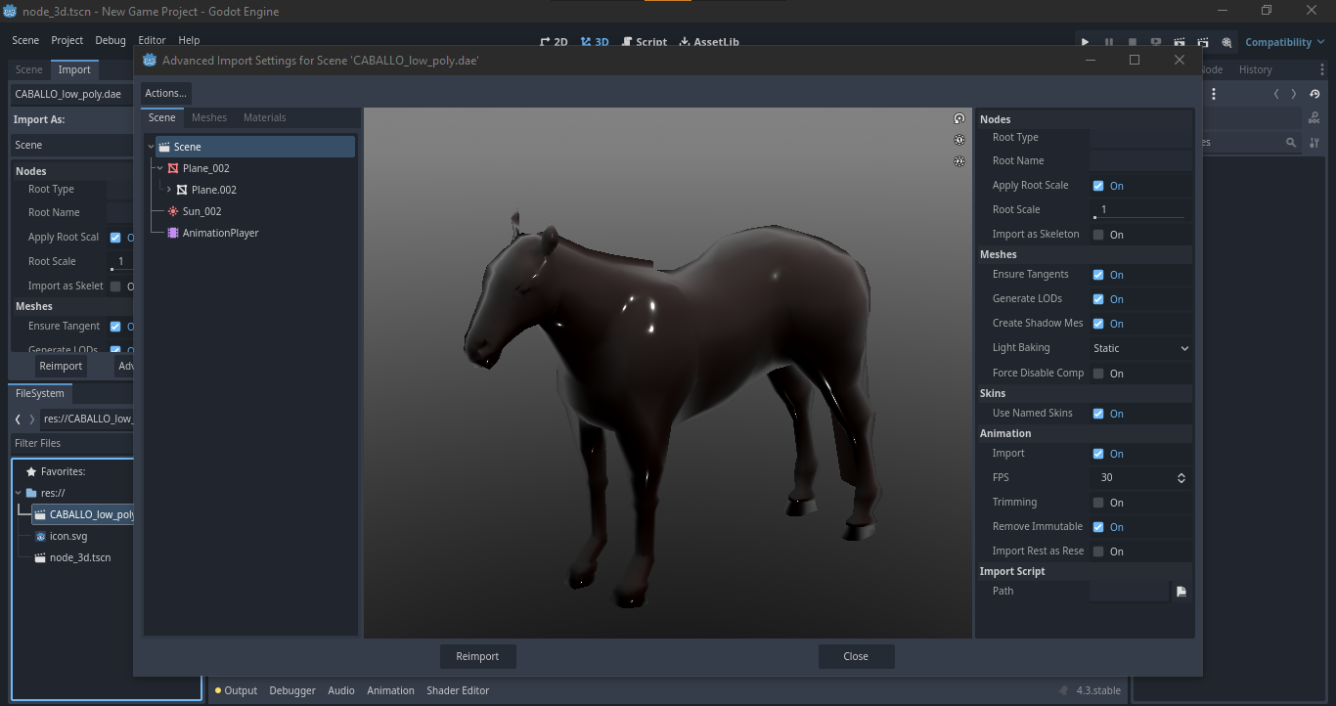 node_3d.tscn - New Game Project - Godot Engine
Scene Project Debug Editor Help
2D 3D Script AssetLib
Compatibility
Scene Import
Node History
CABALLO_low_poly.dae
Import As:
Scene
Nodes
Root Type
Root Name
Apply Root Scal
Root Scale 1
Import as Skelet
Meshes
Ensure Tangent
Generate LODs
Reimport Adv
FileSystem
res://CABALLO_low_
Filter Files
Favorites:
res://
CABALLO_low_poly
icon.svg
node_3d.tscn
Advanced Import Settings for Scene 'CABALLO_low_poly.dae'
Actions...
Scene Meshes Materials
Scene
Plane_002
Plane.002
Sun_002
AnimationPlayer
Nodes
Root Type
Root Name
Apply Root Scale On
Root Scale 1
Import as Skeleton On
Meshes
Ensure Tangents On
Generate LODs On
Create Shadow Mes On
Light Baking Static
Force Disable Comp On
Skins
Use Named Skins On
Animation
Import On
FPS 30
Trimming On
Remove Immutable On
Import Rest as Rese On
Import Script
Path
Reimport Close
Output Debugger Audio Animation Shader Editor
4.3.stable